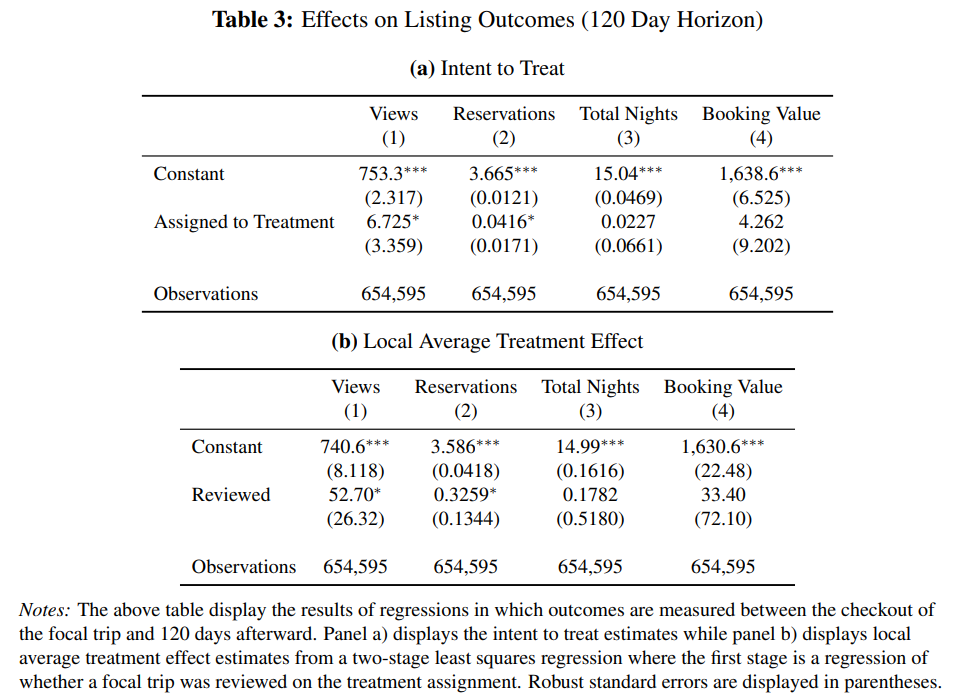 Table 3: Effects on Listing Outcomes (120 Day Horizon)
(a) Intent to Treat
Views Reservations Total Nights Booking Value
(1) (2) (3) (4)
Constant 753.3*** 3.665*** 15.04*** 1,638.6***
(2.317) (0.0121) (0.0469) (6.525)
Assigned to Treatment 6.725* 0.0416* 0.0227 4.262
(3.359) (0.0171) (0.0661) (9.202)
Observations 654,595 654,595 654,595 654,595
(b) Local Average Treatment Effect
Views Reservations Total Nights Booking Value
(1) (2) (3) (4)
Constant 740.6*** 3.586*** 14.99*** 1,630.6***
(8.118) (0.0418) (0.1616) (22.48)
Reviewed 52.70* 0.3259* 0.1782 33.40
(26.32) (0.1344) (0.5180) (72.10)
Observations 654,595 654,595 654,595 654,595
Notes: The above table display the results of regressions in which outcomes are measured between the checkout of
the focal trip and 120 days afterward. Panel a) displays the intent to treat estimates while panel b) displays local
average treatment effect estimates from a two-stage least squares regression where the first stage is a regression of
whether a focal trip was reviewed on the treatment assignment. Robust standard errors are displayed in parentheses.